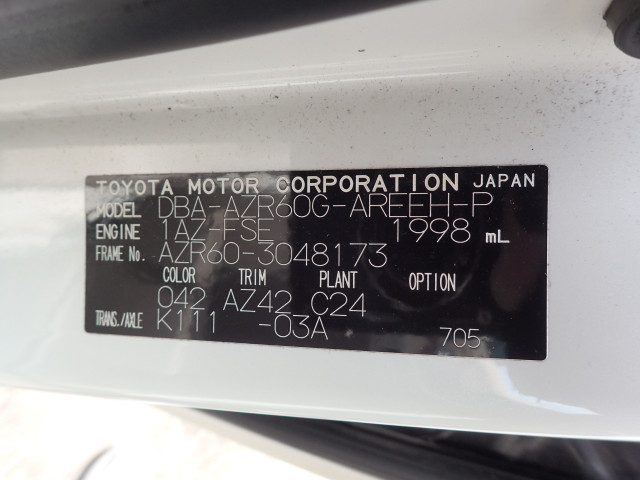 TOYOTA MOTOR CORPORATION JAPAN
MODEL DBA-AZR60G-AREEH-P
ENGINE 1AZ-FSE 1998 mL
FRAME No. AZR60-3048173
COLOR TRIM PLANT OPTION
042 AZ42 C24
TRANS./AXLE K111 -03A
705